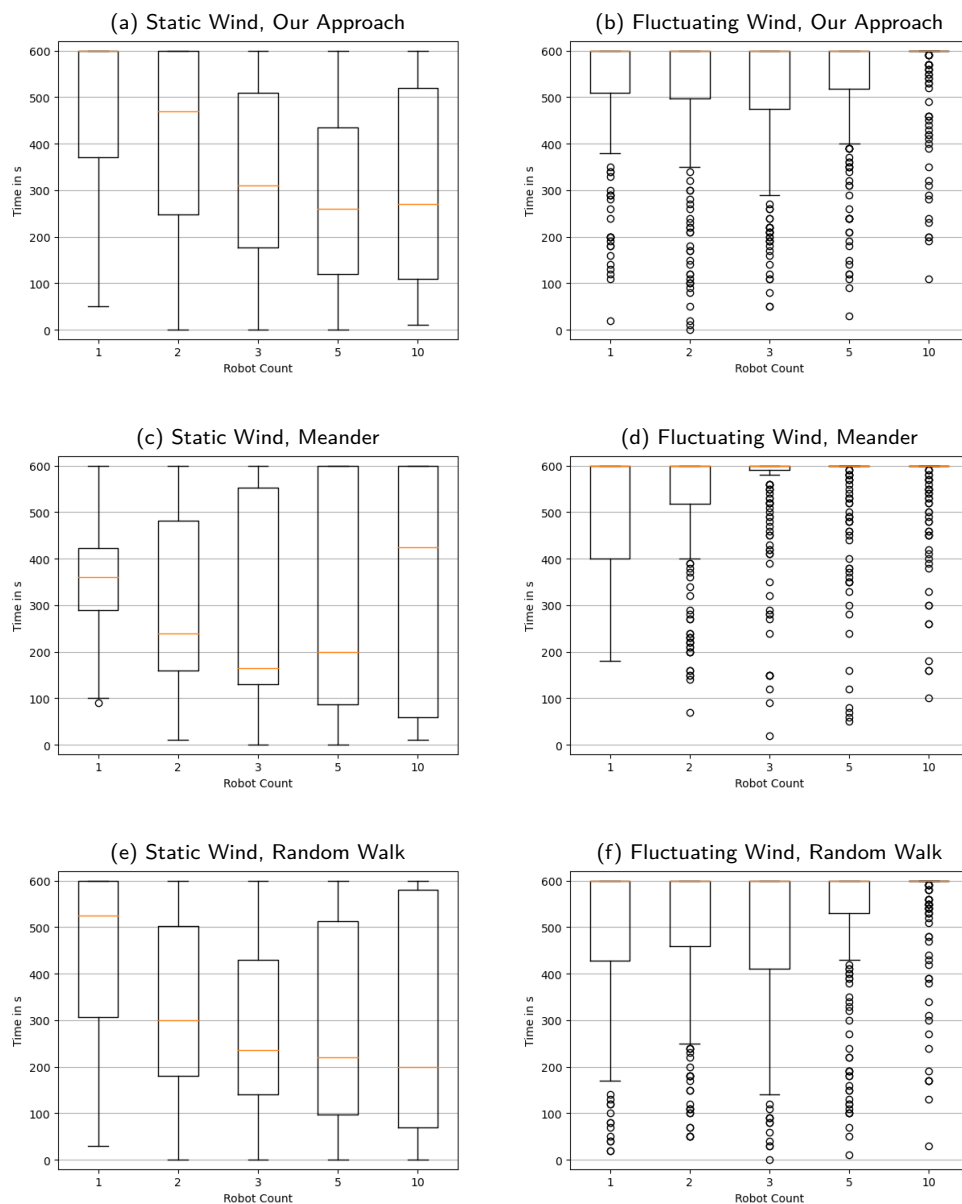 (a) Static Wind, Our Approach
600
500
400
300
200
100
0
Time in s
1 2 3 5 10
Robot Count
(b) Fluctuating Wind, Our Approach
600
500
400
300
200
100
0
Time in s
1 2 3 5 10
Robot Count
(c) Static Wind, Meander
600
500
400
300
200
100
0
Time in s
1 2 3 5 10
Robot Count
(d) Fluctuating Wind, Meander
600
500
400
300
200
100
0
Time in s
1 2 3 5 10
Robot Count
(e) Static Wind, Random Walk
600
500
400
300
200
100
0
Time in s
1 2 3 5 10
Robot Count
(f) Fluctuating Wind, Random Walk
600
500
400
300
200
100
0
Time in s
1 2 3 5 10
Robot Count